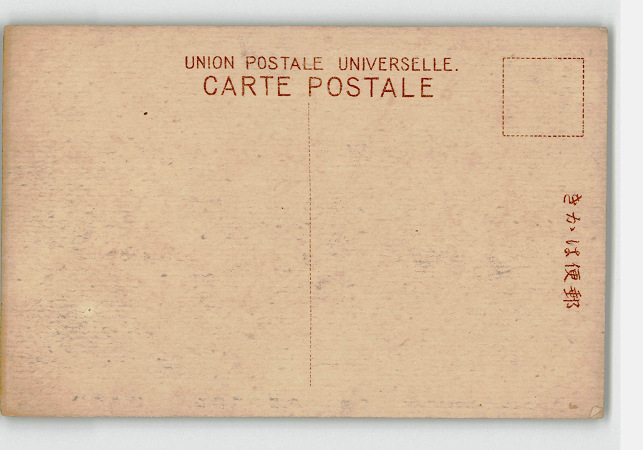 UNION POSTALE UNIVERSELLE.
CARTE POSTALE
郵便はかき